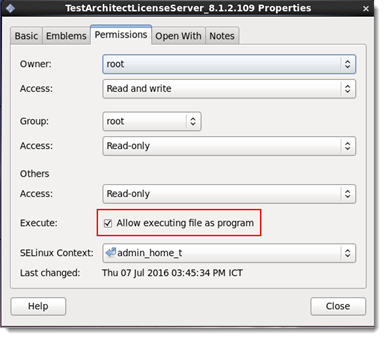 TestArchitectLicenseServer_8.1.2.109 Properties
Basic Emblems Permissions Open With Notes
Owner: root
Access: Read and write
Group: root
Access: Read-only
Others
Access: Read-only
Execute: Allow executing file as program
SELinux Context: admin_home_t
Last changed: Thu 07 Jul 2016 03:45:34 PM ICT
Help Close